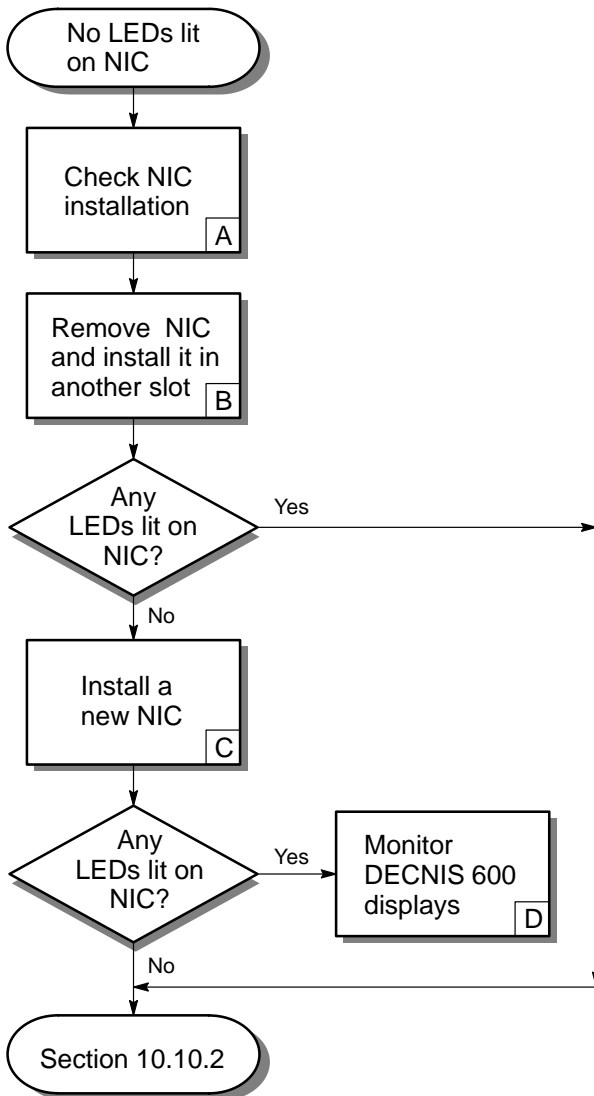 No LEDs lit
on NIC
Check NIC
installation
A
Remove NIC
and install it in
another slot
B
Any
LEDs lit on
NIC?
Yes
No
Install a
new NIC
C
Any
LEDs lit on
NIC?
Yes
Monitor
DECNIS 600
displays
D
No
Section 10.10.2